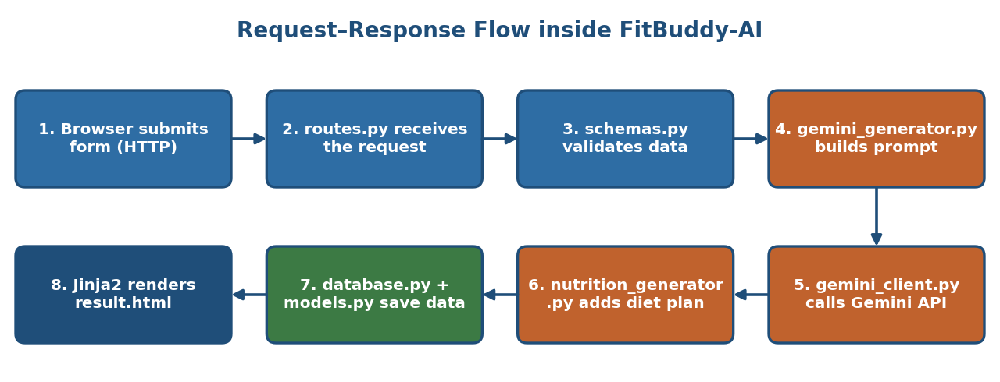 Request–Response Flow inside FitBuddy-AI
1. Browser submits
form (HTTP)
2. routes.py receives
the request
3. schemas.py
validates data
4. gemini_generator.py
builds prompt
5. gemini_client.py
calls Gemini API
6. nutrition_generator
.py adds diet plan
7. database.py +
models.py save data
8. Jinja2 renders
result.html